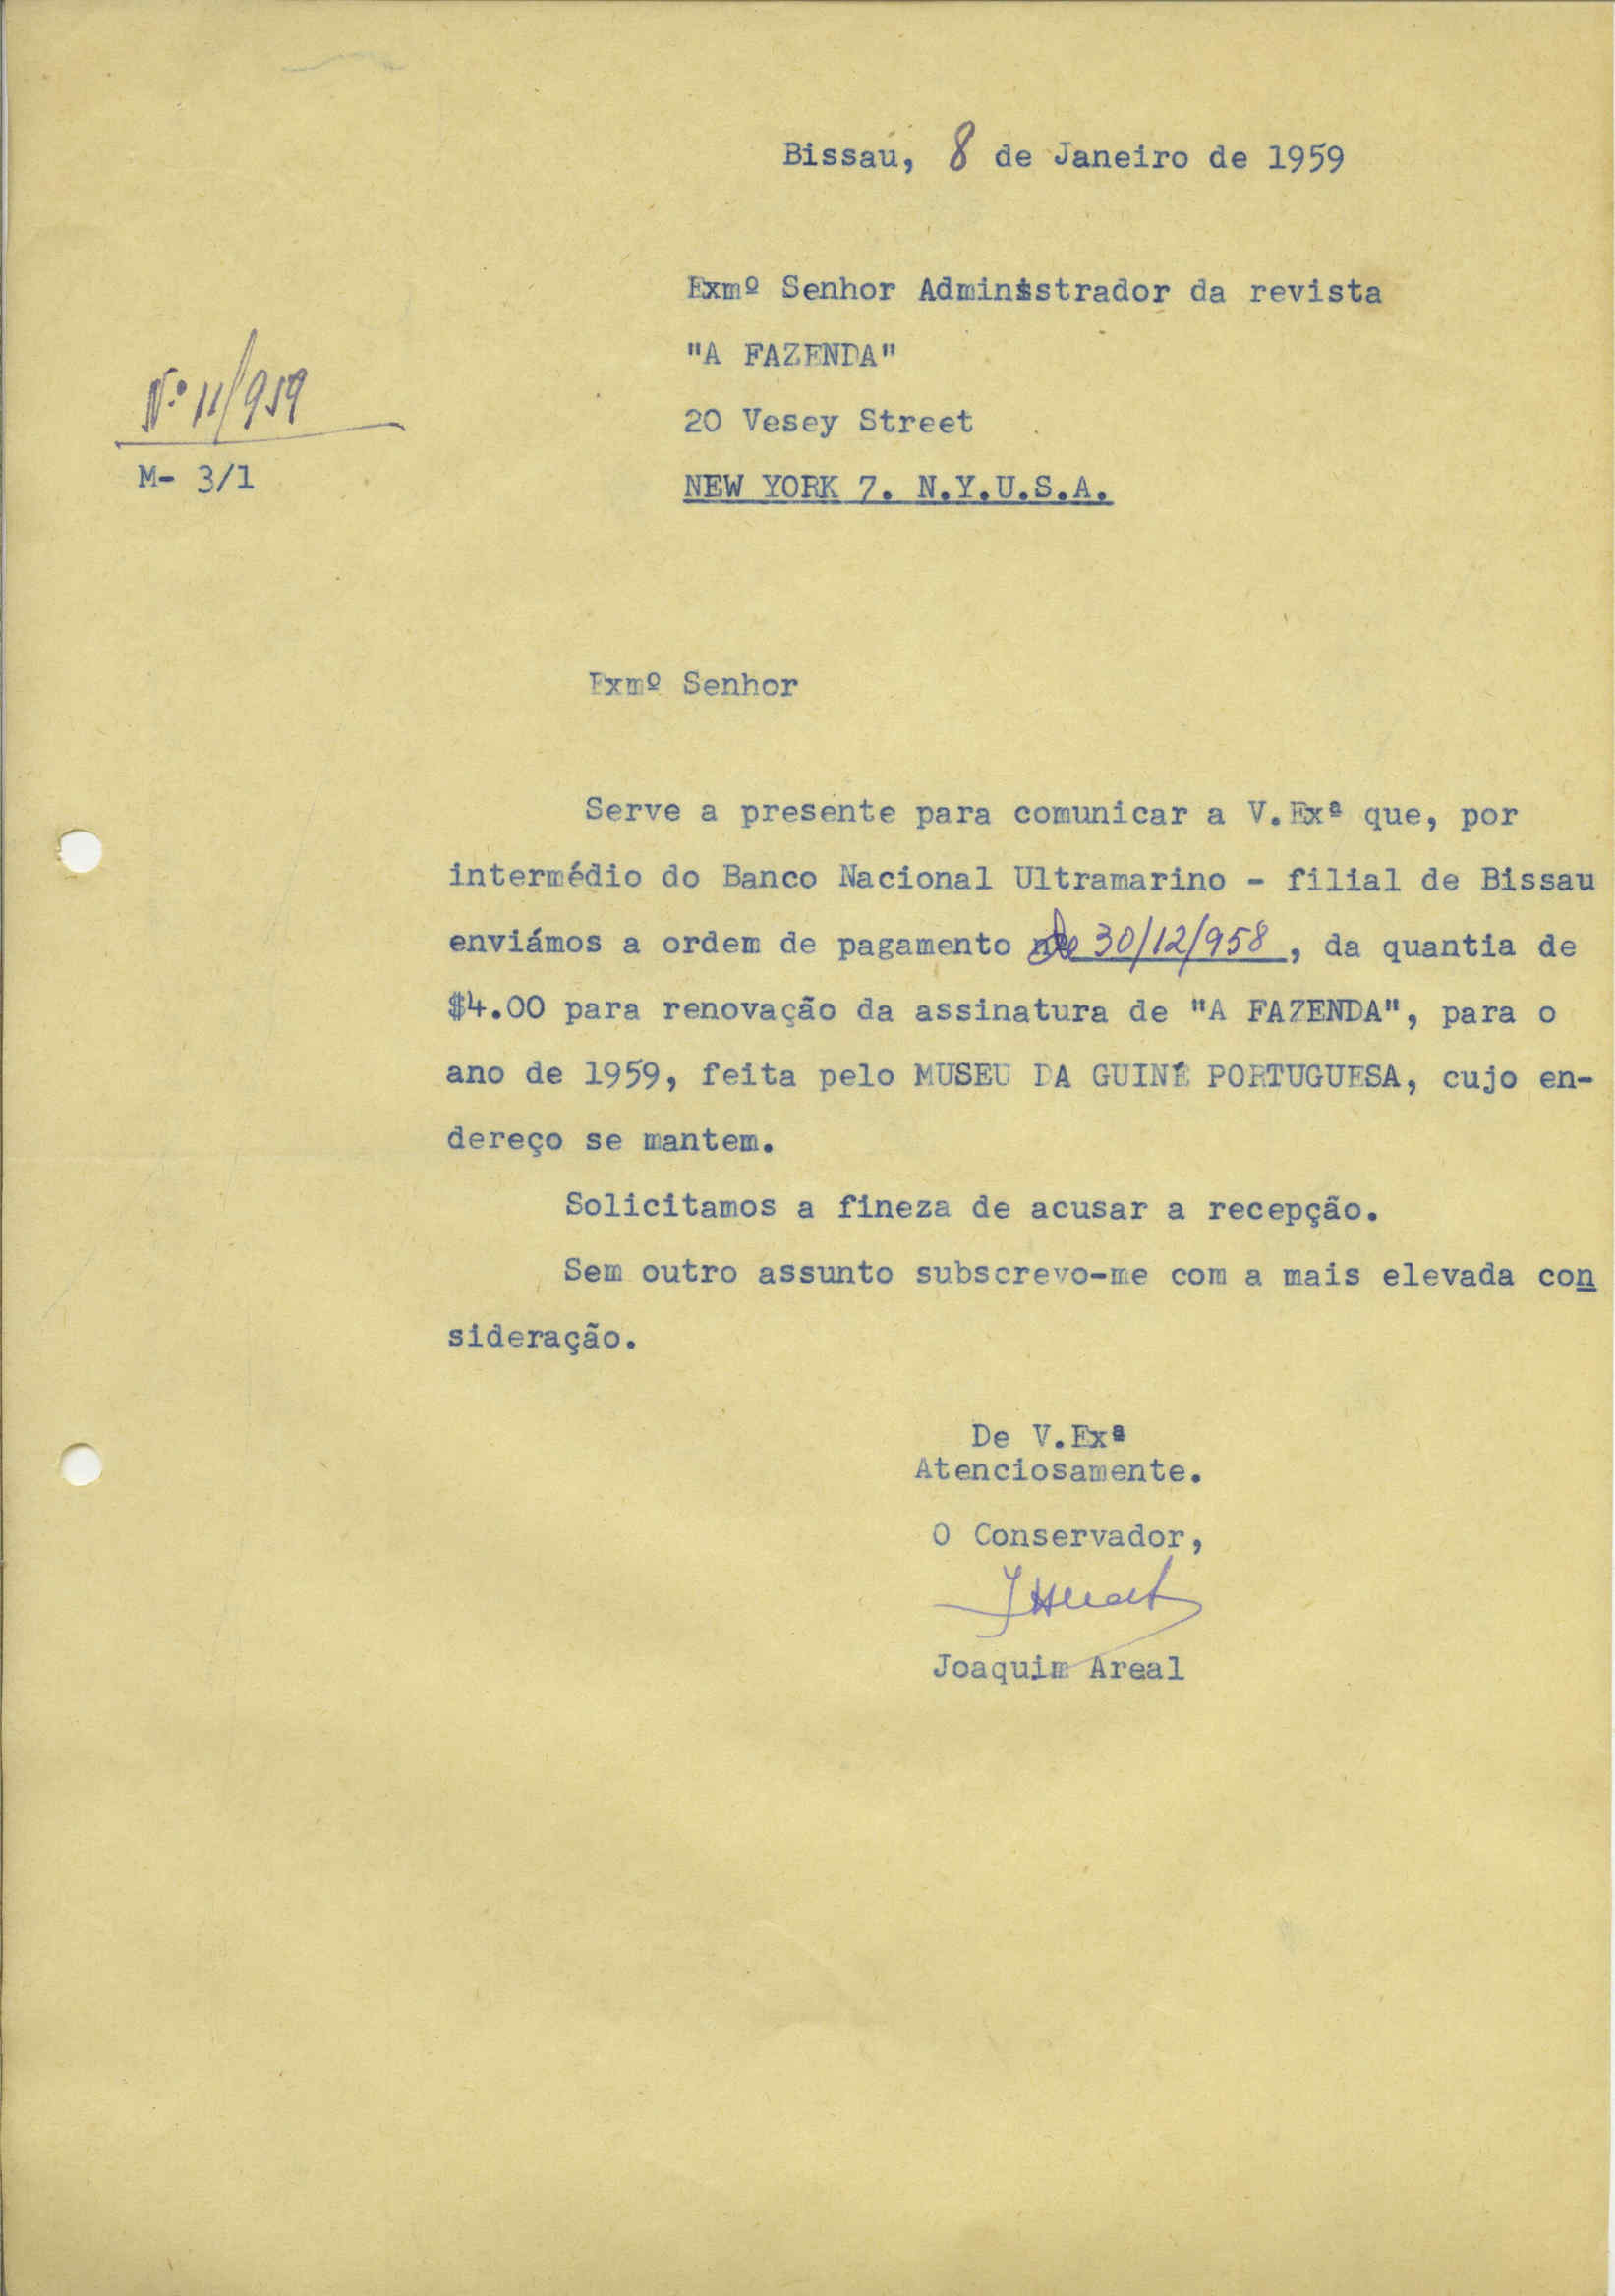 Bissau, 8 de Janeiro de 1959
Exmº Senhor Administrador da revista
"A FAZENDA"
20 Vesey Street
NEW YORK 7. N.Y.U.S.A.
Nº 11/959
M- 3/1
Exmº Senhor
Serve a presente para comunicar a V.Exª que, por
intermédio do Banco Nacional Ultramarino - filial de Bissau
enviámos a ordem de pagamento de 30/12/958, da quantia de
$4.00 para renovação da assinatura de "A FAZENDA", para o
ano de 1959, feita pelo MUSEU DA GUINÉ PORTUGUESA, cujo en-
dereço se mantem.
Solicitamos a fineza de acusar a recepção.
Sem outro assunto subscrevo-me com a mais elevada con
sideração.
De V.Exª
Atenciosamente.
O Conservador,
Joaquim Areal